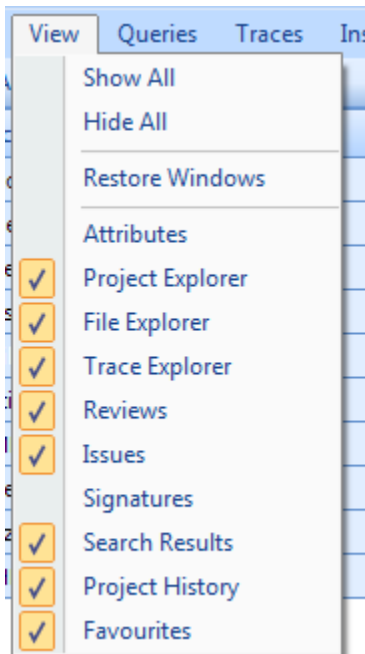 View Queries Traces Ins
Show All
Hide All
Restore Windows
Attributes
Project Explorer
File Explorer
Trace Explorer
Reviews
Issues
Signatures
Search Results
Project History
Favourites